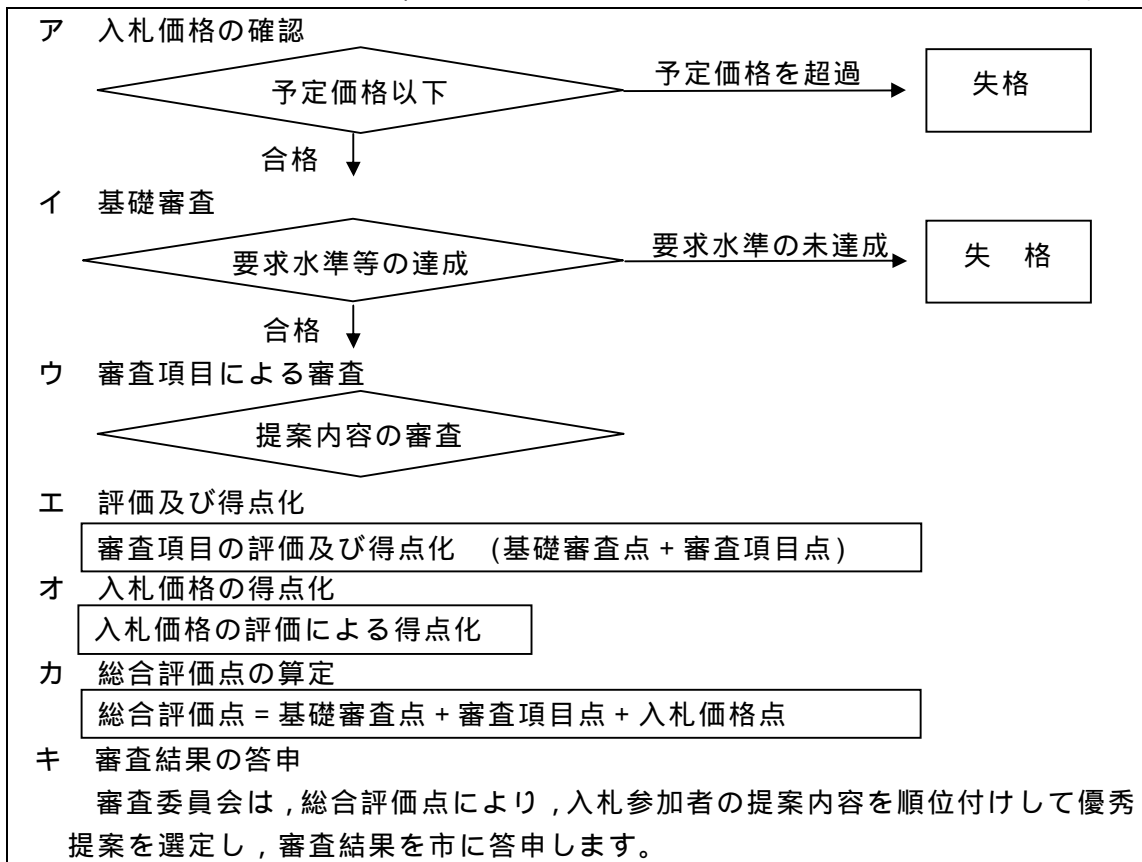 ア 入札価格の確認
予定価格以下
予定価格を超過
失格
合格
イ 基礎審査
要求水準等の達成
要求水準の未達成
失 格
合格
ウ 審査項目による審査
提案内容の審査
エ 評価及び得点化
審査項目の評価及び得点化 (基礎審査点+審査項目点)
オ 入札価格の得点化
入札価格の評価による得点化
カ 総合評価点の算定
総合評価点=基礎審査点+審査項目点+入札価格点
キ 審査結果の答申
審査委員会は,総合評価点により,入札参加者の提案内容を順位付けして優秀
提案を選定し,審査結果を市に答申します。